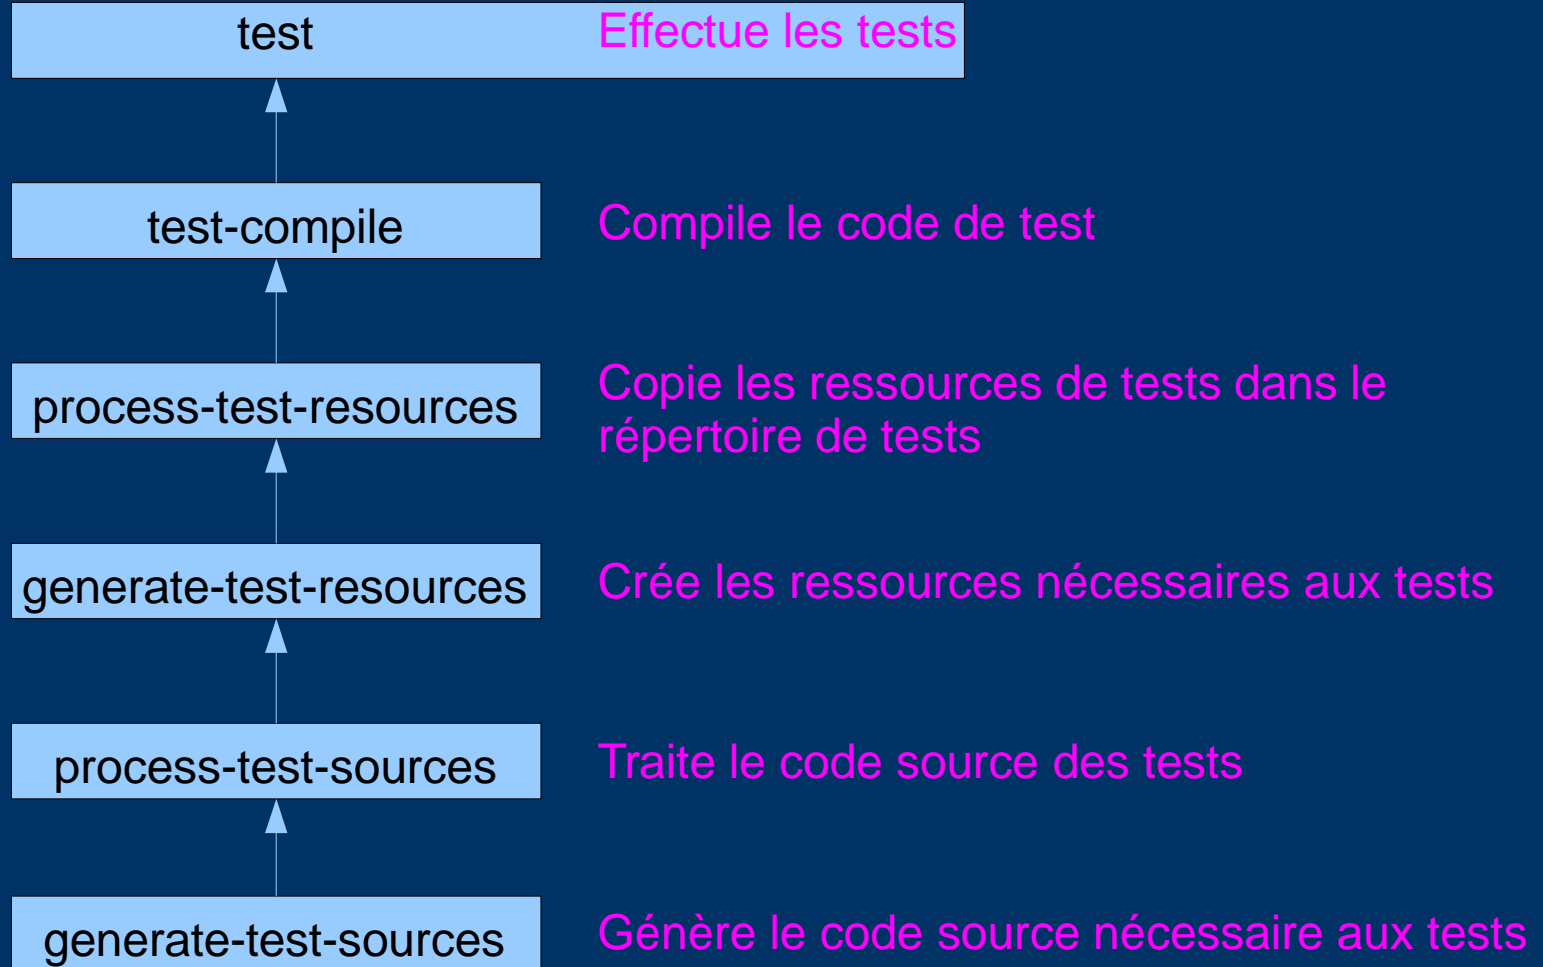 test
Effectue les tests
test-compile
Compile le code de test
process-test-resources
Copie les ressources de tests dans le
répertoire de tests
generate-test-resources
Crée les ressources nécessaires aux tests
process-test-sources
Traite le code source des tests
generate-test-sources
Génère le code source nécessaire aux tests